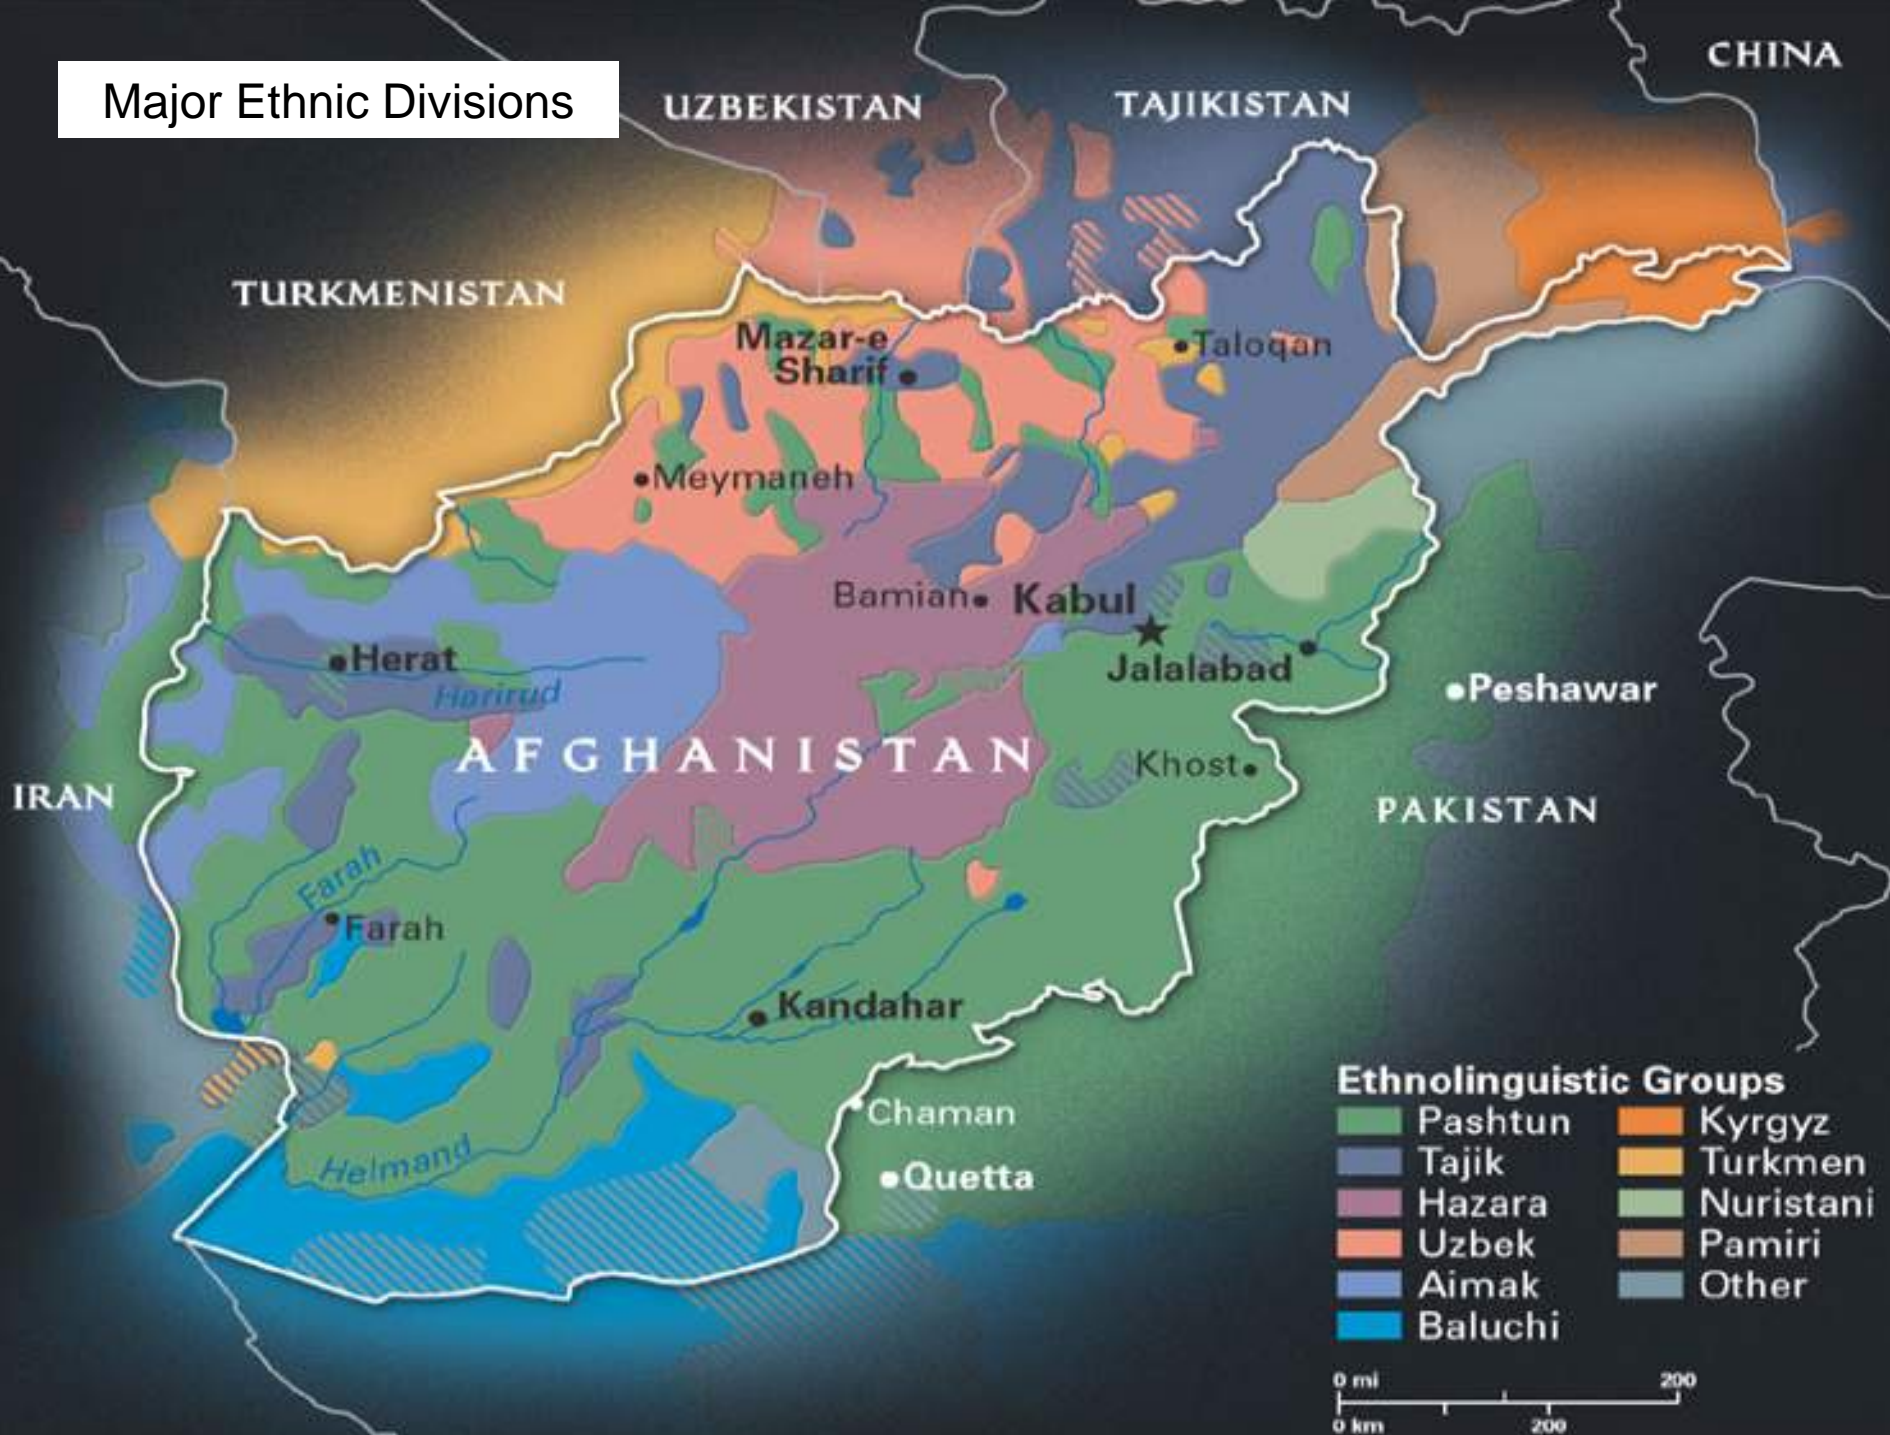 Major Ethnic Divisions
CHINA
UZBEKISTAN
TAJIKISTAN
TURKMENISTAN
Mazar-e
Sharif
Taloqan
Meymaneh
Bamian
Kabul
Herat
Harirud
Jalalabad
Peshawar
AFGHANISTAN
Khost
IRAN
PAKISTAN
Farah
Farah
Kandahar
Chaman
Helmand
Quetta
Ethnolinguistic Groups
Pashtun
Tajik
Hazara
Uzbek
Aimak
Baluchi
Kyrgyz
Turkmen
Nuristani
Pamiri
Other
0 mi 200
0 km 200